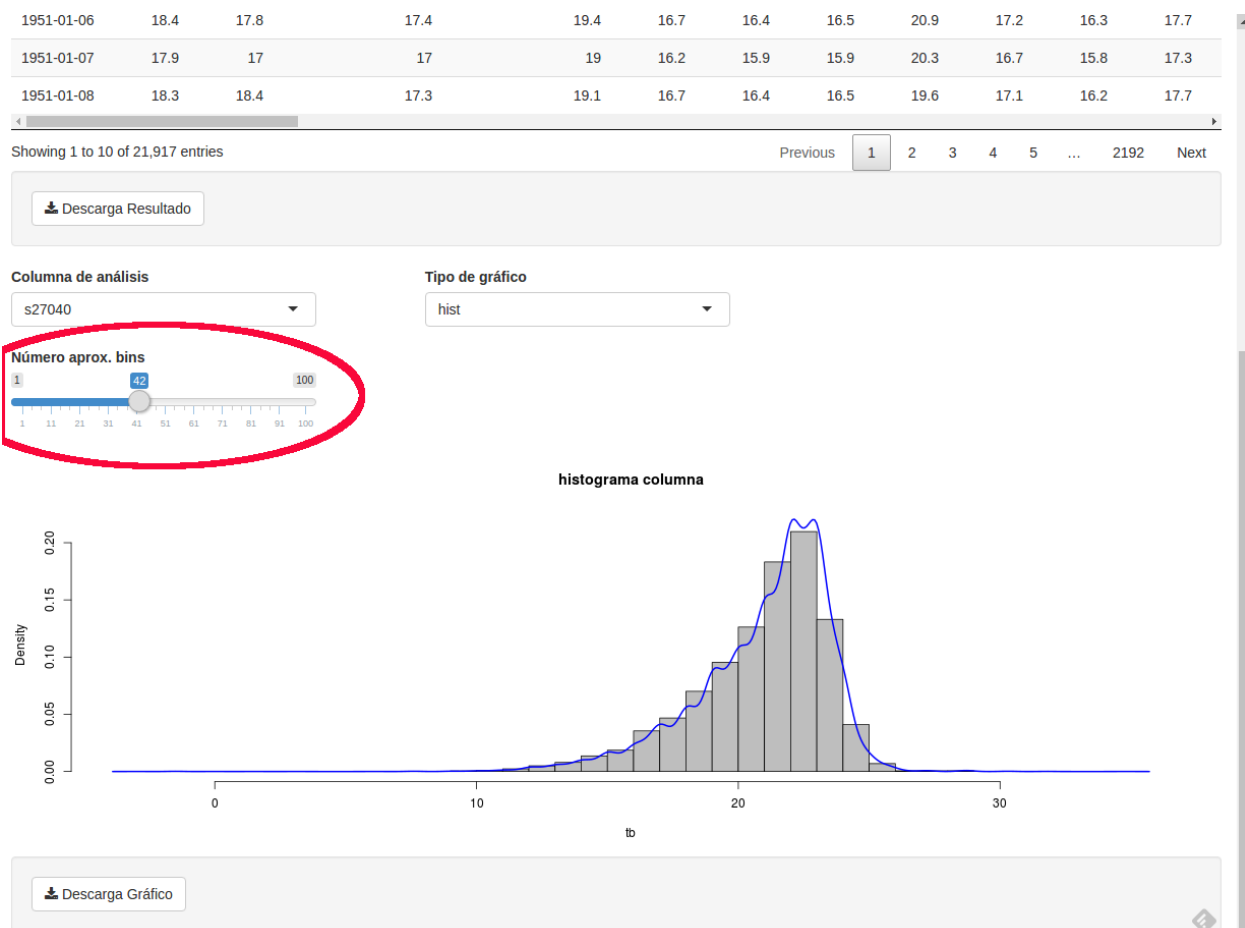 1951-01-06 18.4 17.8 17.4 19.4 16.7 16.4 16.5 20.9 17.2 16.3 17.7
1951-01-07 17.9 17 17 19 16.2 15.9 15.9 20.3 16.7 15.8 17.3
1951-01-08 18.3 18.4 17.3 19.1 16.7 16.4 16.5 19.6 17.1 16.2 17.7
Showing 1 to 10 of 21,917 entries Previous 1 2 3 4 5 … 2192 Next
Descarga Resultado
Columna de análisis Tipo de gráfico
s27040 hist
Número aprox. bins
1 42 100
1 11 21 31 41 51 61 71 81 91 100
histograma columna
0.20
0.15
Density
0.10
0.05
0.00
0 10 20 30
tb
Descarga Gráfico